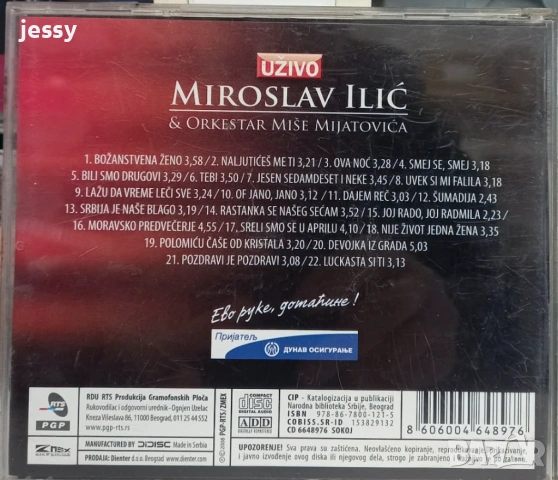 jessy
UŽIVO
MIROSLAV ILIĆ
& ORKESTAR MIŠE MIJATOVIĆA
1. BOŽANSTVENA ŽENO 3,58/ 2. NALJUTIĆEŠ ME TI 3,21/ 3. OVA NOĆ 3,28/ 4. SMEJ SE, SMEJ 3,18
5. BILI SMO DRUGOVI 3,29/ 6. TEBI 3,50/ 7. JESEN SEDAMDESET I NEKE 3,45/ 8. UVEK SI MI FALILA 3,18
9. LAŽU DA VREME LEČI SVE 3,24/ 10. OF JANO, JANO 3,12/ 11. DAJEM REČ 3,03/ 12. ŠUMADIJA 2,43
13. SRBIJA JE NAŠE BLAGO 3,19/ 14. RASTANKA SE NAŠEG SEĆAM 3,52/ 15. JOJ RADO, JOJ RADMILA 2,23/
16. MORAVSKO PREDVEČERJE 4,55/ 17. SRELI SMO SE U APRILU 4,10/ 18. NIJE ŽIVOT JEDNA ŽENA 3,35
19. POLOMIĆU ČAŠE OD KRISTALA 3,20/ 20. DEVOJKA IZ GRADA 5,03
21. POZDRAVI JE POZDRAVI 3,08/ 22. LUCKASTA SI TI 3,13
Ево руке, домаћине!
Пријатељ
ДУНАВ ОСИГУРАЊЕ
RTS
PGP
RDU RTS Produkcija Gramofonskih Ploča
Rukovodilac i odgovorni urednik - Ognjen Uzelac
Kneza Višeslava 86, 11000 Beograd, 011 25 44 552
www.pgp-rts.rs
MANUFACTURED BY DDISC Made in Serbia
PRODAJA: Dienter d.o.o. Beograd www.dienter.com
COMPACT
disc
DIGITAL AUDIO
ADD
2008 PGP-RTS/ZMEX
CIP - Katalogizacija u publikaciji
Narodna biblioteka Srbije, Beograd
ISBN 978-86-7800-121-5
COBISS.SR-ID 153829132
CD 6648976 SOKOJ
8 606004 648976
UPOZORENJE! Sva prava su zaštićena. Neovlašćeno kopiranje, reprodukovanje, prikazivanje,
i javno izvođenje ovog diska ili njegovog dela, strogo je zabranjeno i kažnjivo je po zakonu.